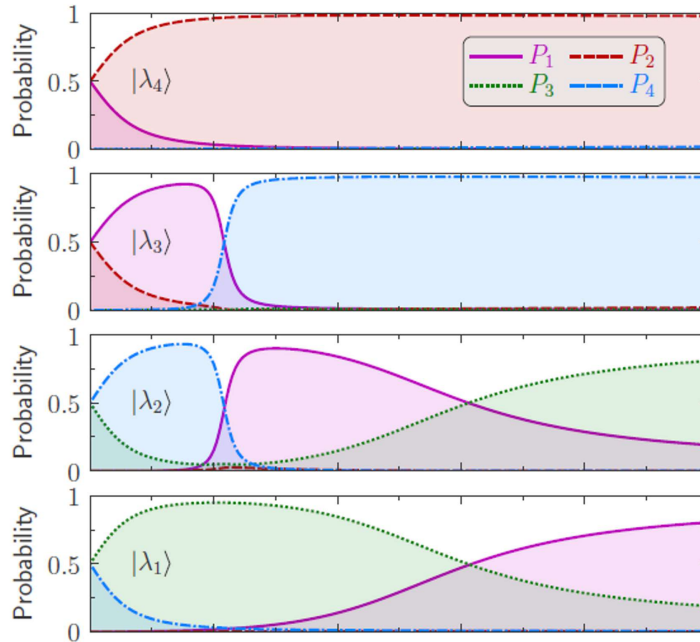 Probability
1
0.5
0
|λ₄⟩
P₁ P₂
P₃ P₄
Probability
1
0.5
0
|λ₃⟩
Probability
1
0.5
0
|λ₂⟩
Probability
1
0.5
0
|λ₁⟩